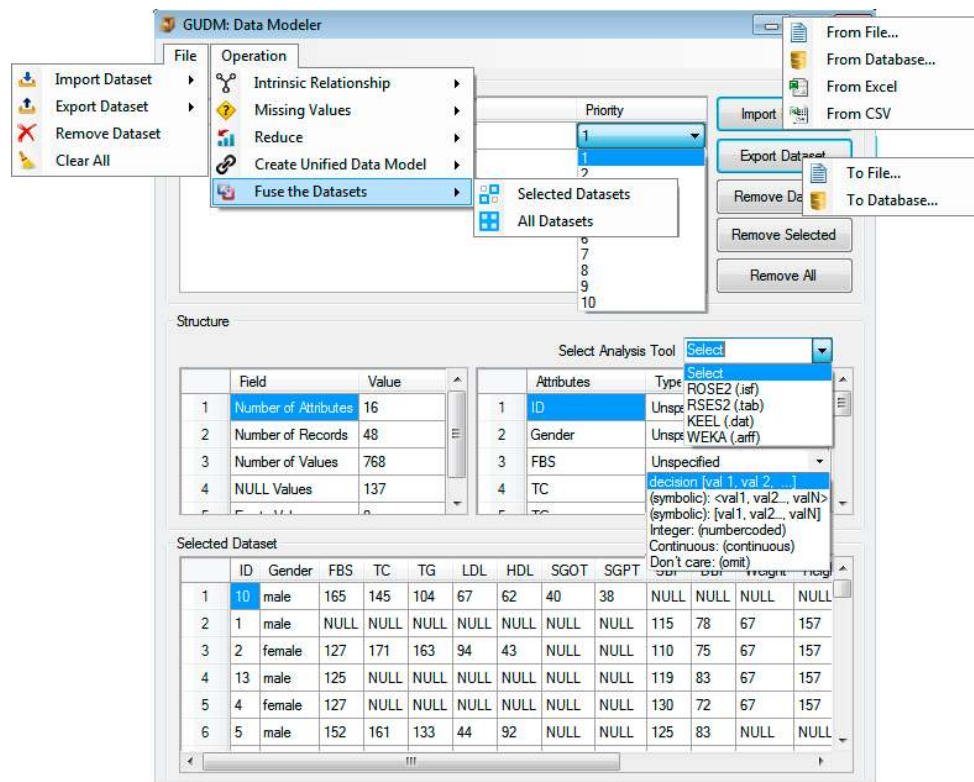 GUDM: Data Modeler
File Operation
Import Dataset
Export Dataset
Remove Dataset
Clear All
Intrinsic Relationship
Missing Values
Reduce
Create Unified Data Model
Fuse the Datasets
Selected Datasets
All Datasets
Priority
1
1
2
6
7
8
9
10
Import
Export Dataset
Remove Da
Remove Selected
Remove All
From File...
From Database...
From Excel
From CSV
To File...
To Database...
Structure
Select Analysis Tool Select
Select
ROSE2 (.isf)
RSES2 (.tab)
KEEL (.dat)
WEKA (.arff)
Field Value
1 Number of Attributes 16
2 Number of Records 48
3 Number of Values 768
4 NULL Values 137
Attributes Type
1 ID Unspe
2 Gender Unspe
3 FBS Unspecified
4 TC
decision [val 1, val 2, ...]
(symbolic): <val1, val2..., valN>
(symbolic): [val1, val2..., valN]
Integer: (numbercoded)
Continuous: (continuous)
Don't care: (omit)
Selected Dataset
ID Gender FBS TC TG LDL HDL SGOT SGPT SBP DBP Weight Heig
1 10 male 165 145 104 67 62 40 38 NULL NULL NULL NULL
2 1 male NULL NULL NULL NULL NULL NULL NULL 115 78 67 157
3 2 female 127 171 163 94 43 NULL NULL 110 75 67 157
4 13 male 125 NULL NULL NULL NULL NULL NULL 119 83 67 157
5 4 female 127 NULL NULL NULL NULL NULL NULL 130 72 67 157
6 5 male 152 161 133 44 92 NULL NULL 125 83 NULL NULL